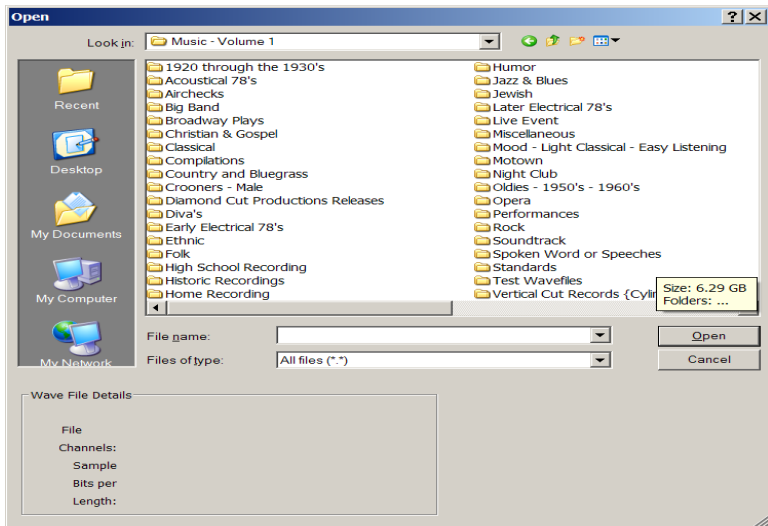 Open
Look in: Music - Volume 1
1920 through the 1930's
Acoustical 78's
Airchecks
Big Band
Broadway Plays
Christian & Gospel
Classical
Compilations
Country and Bluegrass
Crooners - Male
Diamond Cut Productions Releases
Diva's
Early Electrical 78's
Ethnic
Folk
High School Recording
Historic Recordings
Home Recording
Humor
Jazz & Blues
Jewish
Later Electrical 78's
Live Event
Miscellaneous
Mood - Light Classical - Easy Listening
Motown
Night Club
Oldies - 1950's - 1960's
Opera
Performances
Rock
Soundtrack
Spoken Word or Speeches
Standards
Test Wavefiles
Vertical Cut Records {Cylin
Size: 6.29 GB
Folders: ...
Recent
Desktop
My Documents
My Computer
My Network
File name:
Open
Files of type: All files (*.*)
Cancel
Wave File Details
File
Channels:
Sample
Bits per
Length: